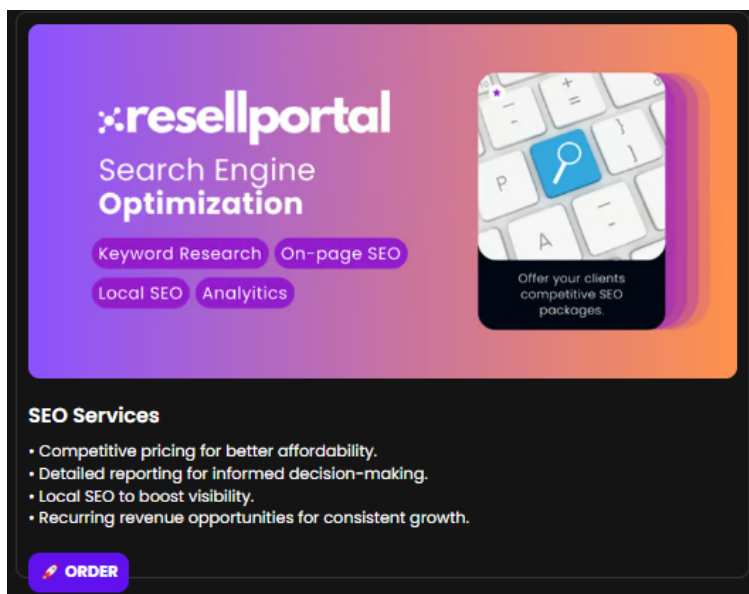 resellportal
Search Engine
Optimization
Keyword Research On-page SEO
Local SEO Analyitics
+
=
P
A
}
]
Offer your clients
competitive SEO
packages.
SEO Services
• Competitive pricing for better affordability.
• Detailed reporting for informed decision-making.
• Local SEO to boost visibility.
• Recurring revenue opportunities for consistent growth.
🚀 ORDER